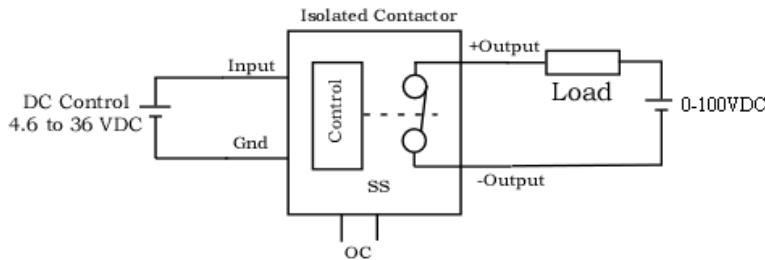 Isolated Contactor
Input
+Output
DC Control
4.6 to 36 VDC
Control
Load
0-100VDC
Gnd
SS
-Output
OC